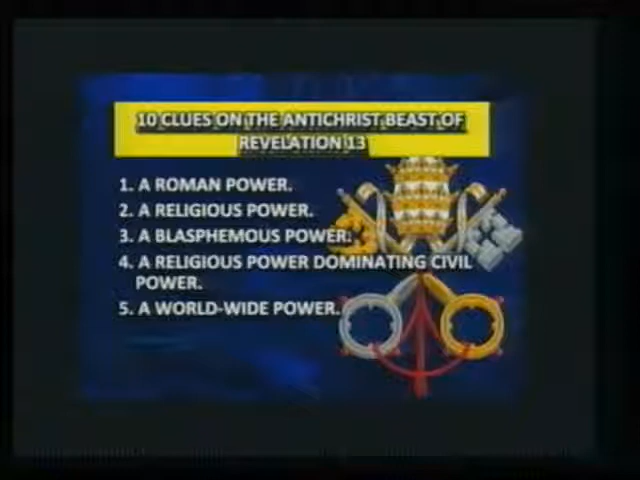 10 CLUES ON THE ANTICHRIST BEAST OF
REVELATION 13
1. A ROMAN POWER.
2. A RELIGIOUS POWER.
3. A BLASPHEMOUS POWER.
4. A RELIGIOUS POWER DOMINATING CIVIL
POWER.
5. A WORLD-WIDE POWER.